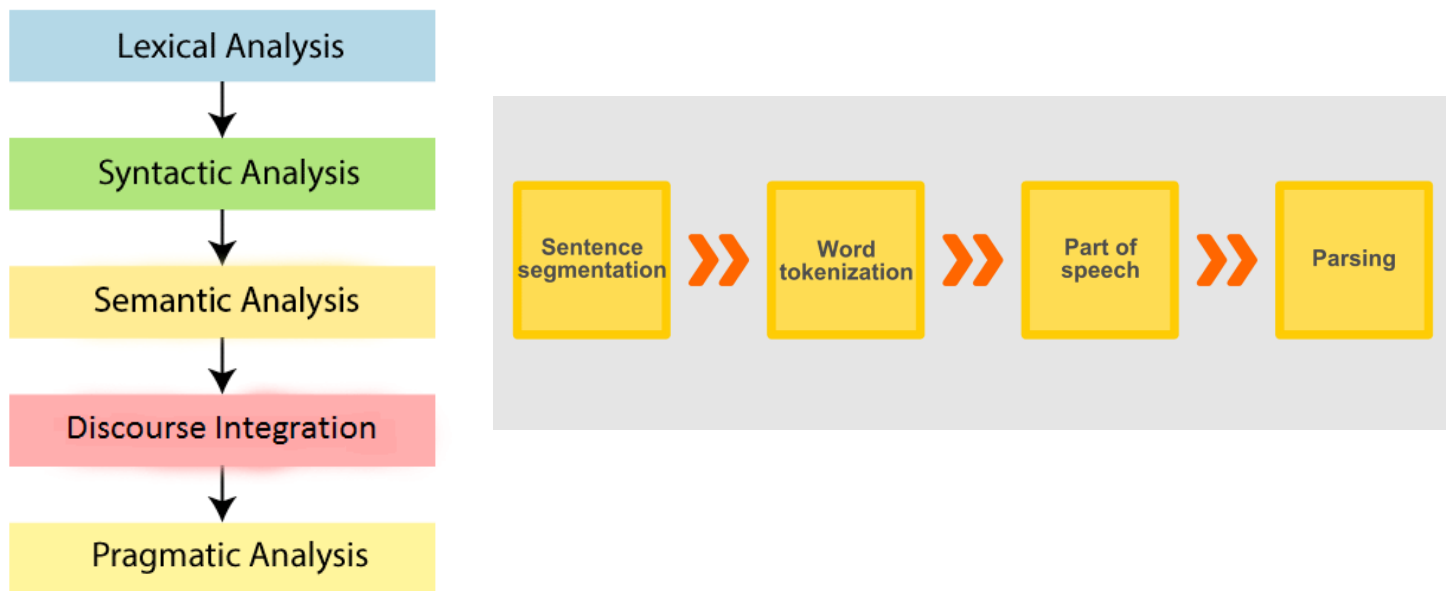 Lexical Analysis
Syntactic Analysis
Semantic Analysis
Discourse Integration
Pragmatic Analysis
Sentence
segmentation
Word
tokenization
Part of
speech
Parsing